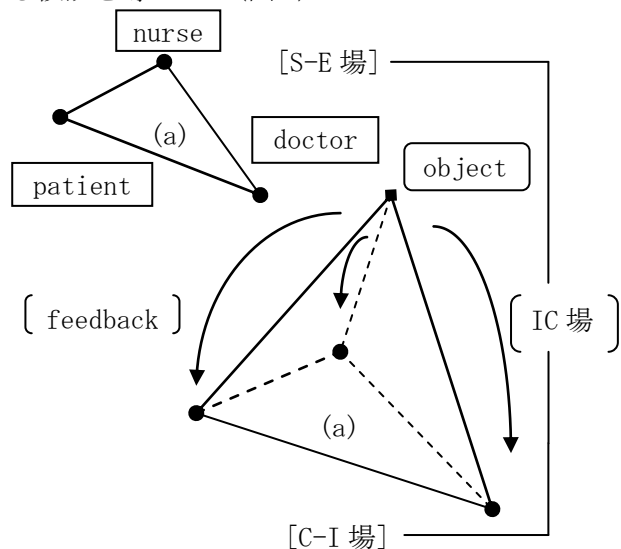 nurse
[S-E 場]
(a)
doctor
object
patient
[ feedback ]
[ IC 場 ]
(a)
[C-I 場]